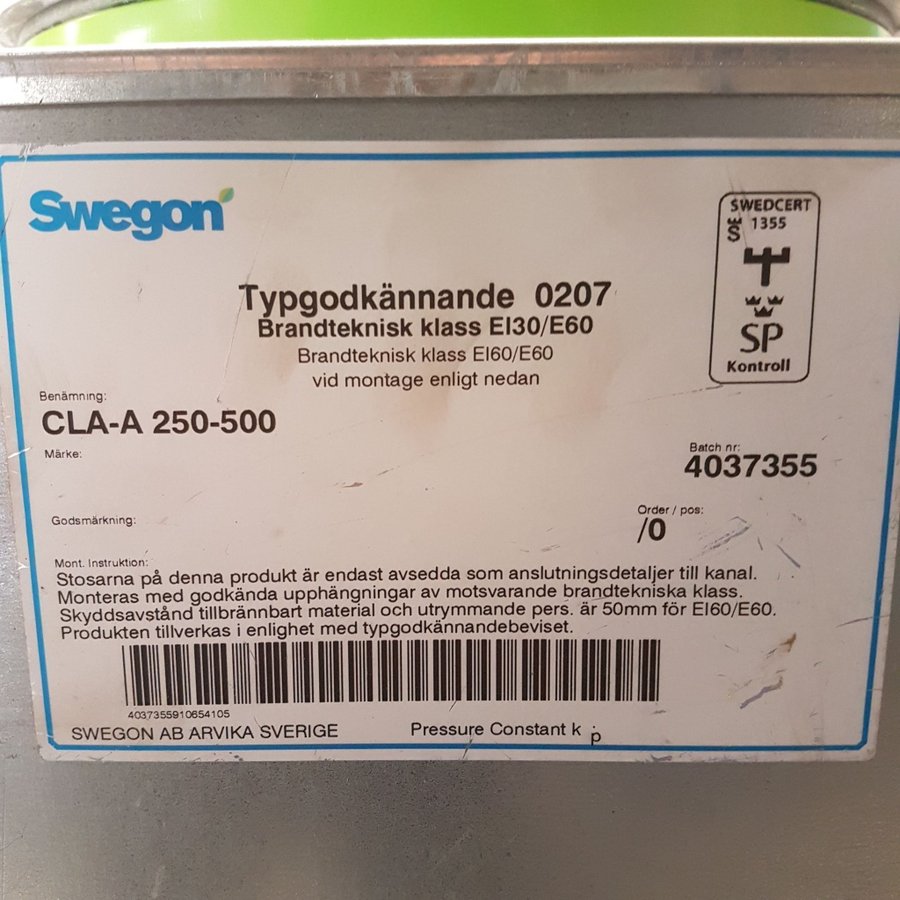 Swegon
SWEDCERT
1355
S
SP
Kontroll
Typgodkännande 0207
Brandteknisk klass EI30/E60
Brandteknisk klass EI60/E60
vid montage enligt nedan
Benämning:
CLA-A 250-500
Märke:
Batch nr:
4037355
Godsmärkning:
Order / pos:
/0
Mont. Instruktion:
Stosarna på denna produkt är endast avsedda som anslutningsdetaljer till kanal.
Monteras med godkända upphängningar av motsvarande brandtekniska klass.
Skyddsavstånd tillbrännbart material och utrymmande pers. är 50mm för EI60/E60.
Produkten tillverkas i enlighet med typgodkännandebeviset.
4037355910654105
SWEGON AB ARVIKA SVERIGE
Pressure Constant k p